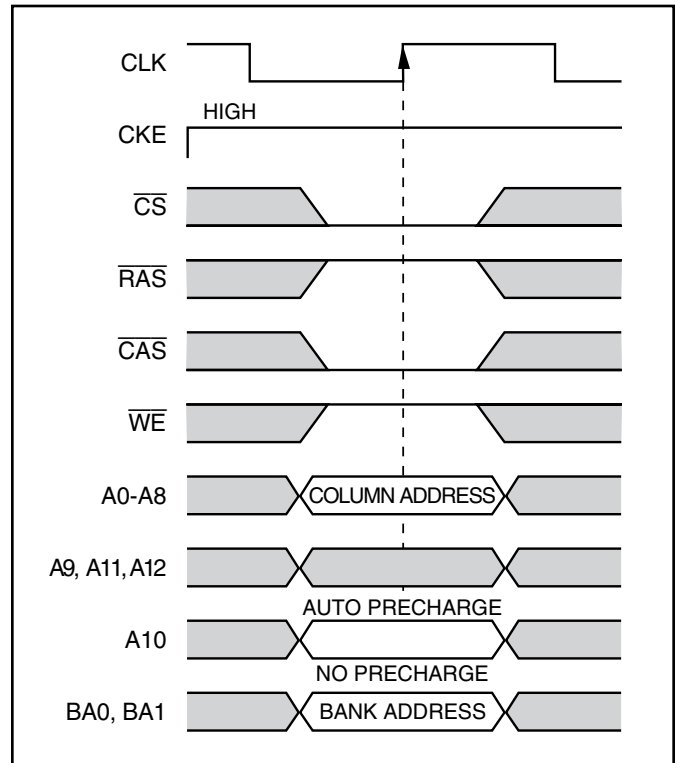 CLK
HIGH
CKE
CS
RAS
CAS
WE
A0-A8 COLUMN ADDRESS
A9, A11, A12
AUTO PRECHARGE
A10
NO PRECHARGE
BA0, BA1 BANK ADDRESS